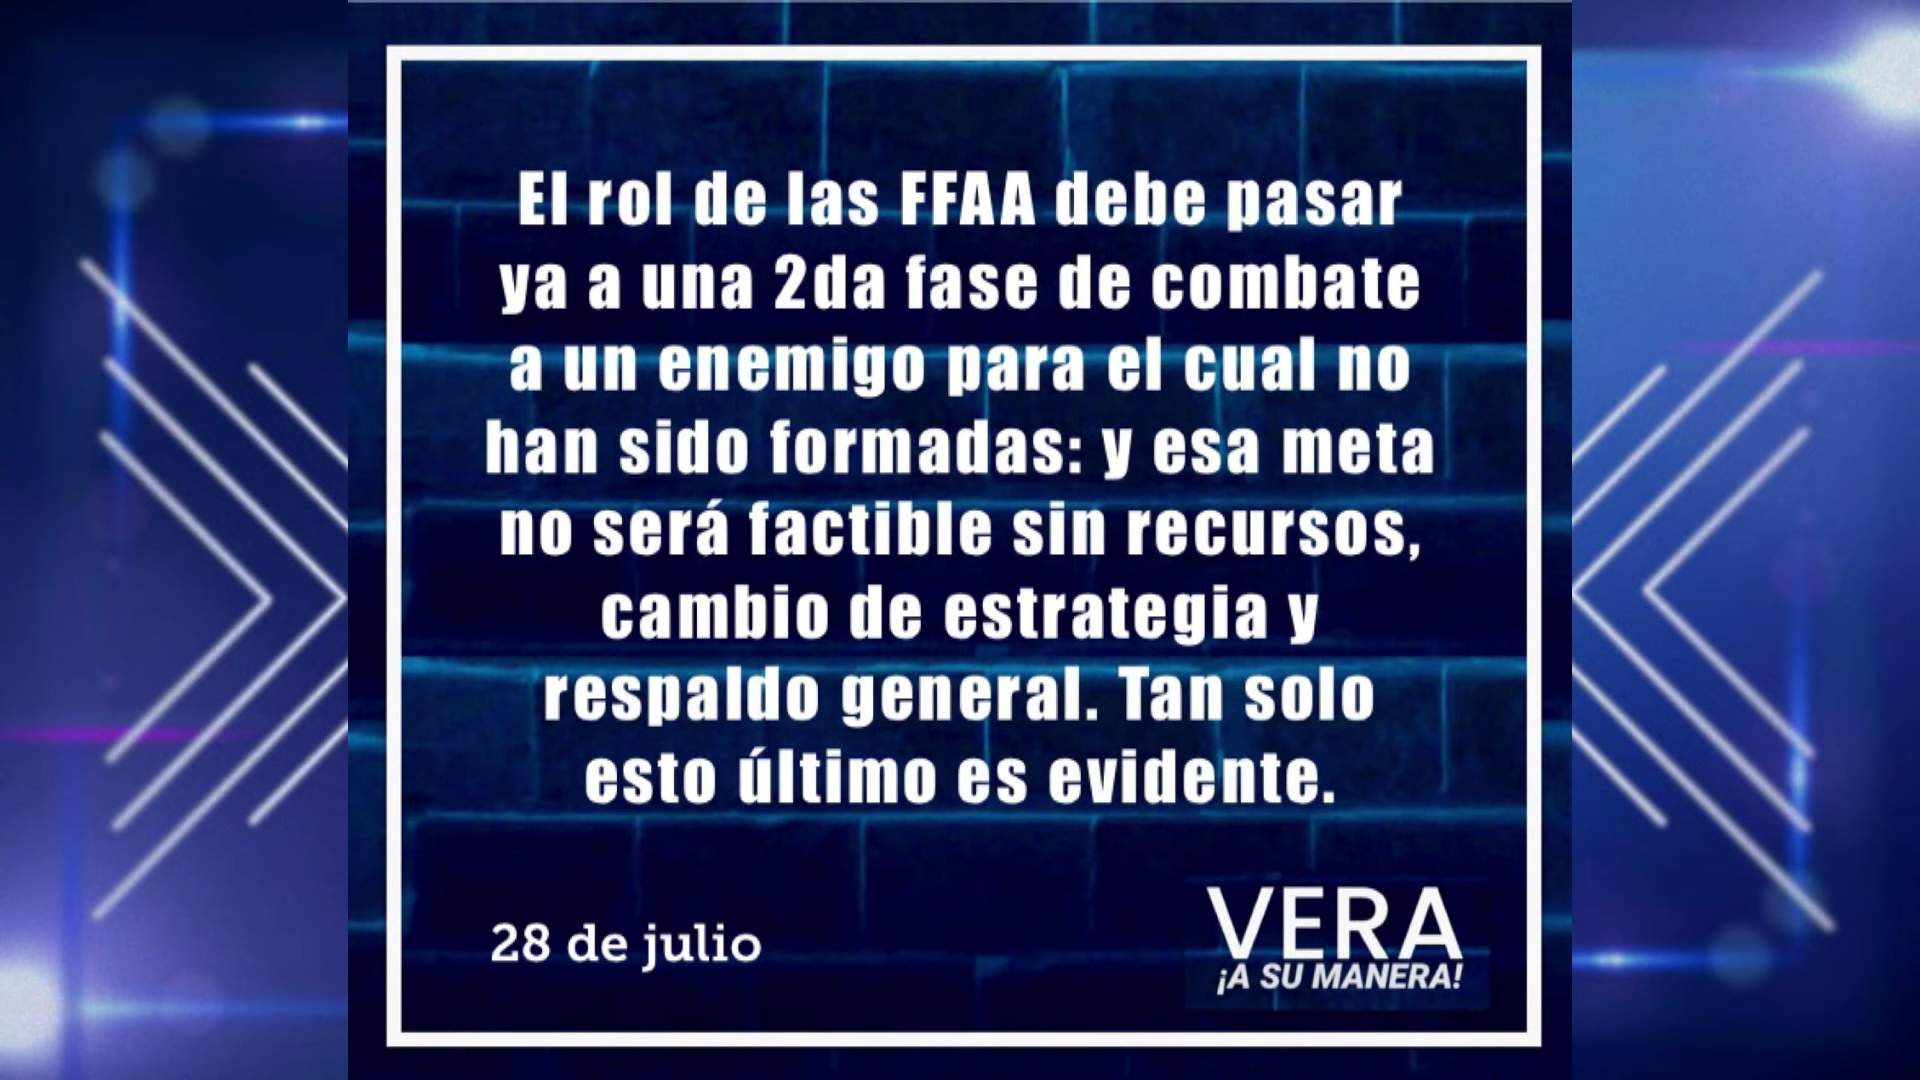 El rol de las FFAA debe pasar
ya a una 2da fase de combate
a un enemigo para el cual no
han sido formadas: y esa meta
no será factible sin recursos,
cambio de estrategia y
respaldo general. Tan solo
esto último es evidente.
28 de julio
VERA
¡A SU MANERA!